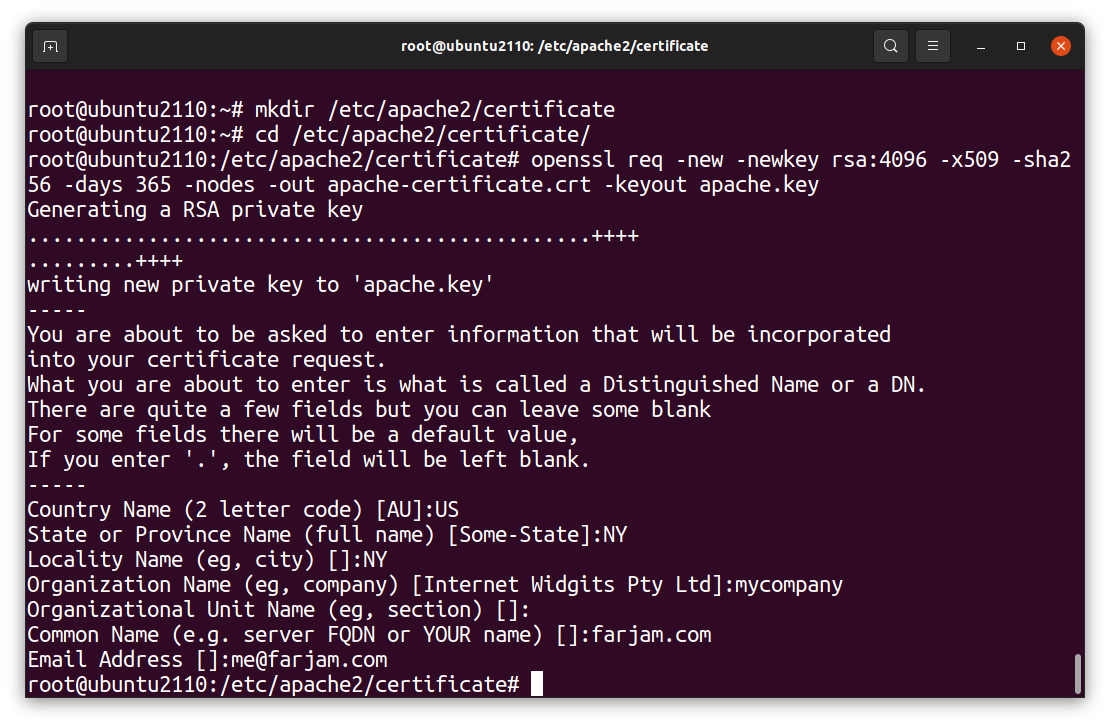 root@ubuntu2110: /etc/apache2/certificate
root@ubuntu2110:~# mkdir /etc/apache2/certificate
root@ubuntu2110:~# cd /etc/apache2/certificate/
root@ubuntu2110:/etc/apache2/certificate# openssl req -new -newkey rsa:4096 -x509 -sha2
56 -days 365 -nodes -out apache-certificate.crt -keyout apache.key
Generating a RSA private key
...............................................++++
.........++++
writing new private key to 'apache.key'
-----
You are about to be asked to enter information that will be incorporated
into your certificate request.
What you are about to enter is what is called a Distinguished Name or a DN.
There are quite a few fields but you can leave some blank
For some fields there will be a default value,
If you enter '.', the field will be left blank.
-----
Country Name (2 letter code) [AU]:US
State or Province Name (full name) [Some-State]:NY
Locality Name (eg, city) []:NY
Organization Name (eg, company) [Internet Widgits Pty Ltd]:mycompany
Organizational Unit Name (eg, section) []:
Common Name (e.g. server FQDN or YOUR name) []:farjam.com
Email Address []:me@farjam.com
root@ubuntu2110:/etc/apache2/certificate#